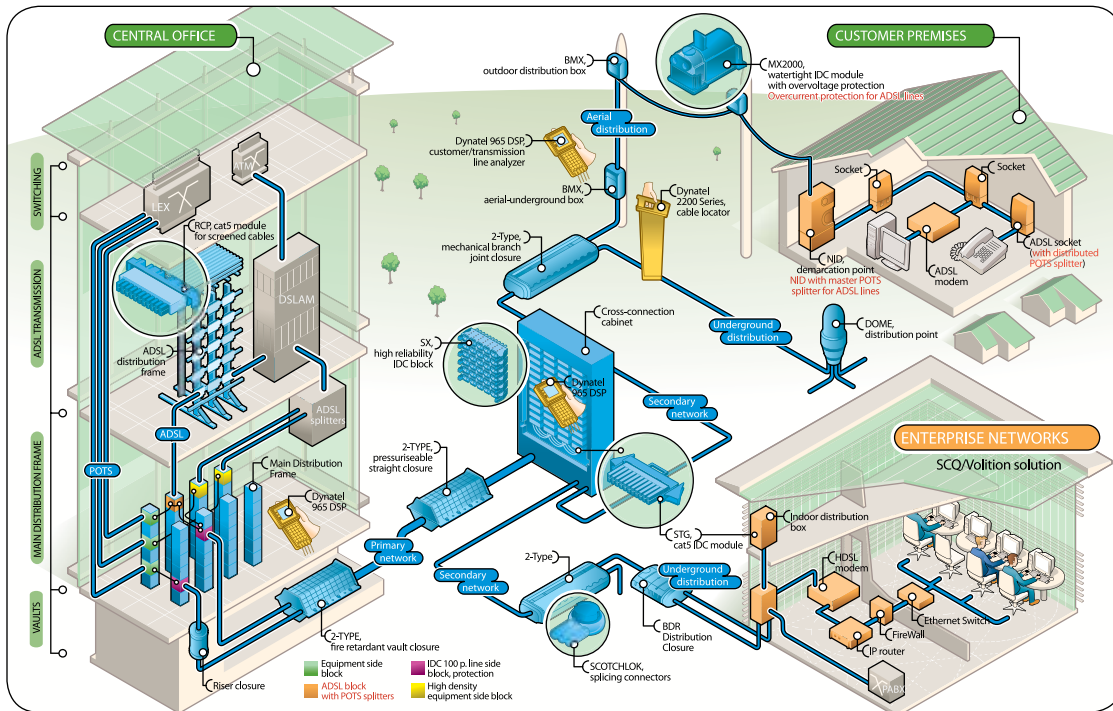 CENTRAL OFFICE
CUSTOMER PREMISES
ENTERPRISE NETWORKS
SCQ/Volition solution
SWITCHING
ADSL TRANSMISSION
MAIN DISTRIBUTION FRAME
VAULTS
LEX
ATM
RCP, cat5 module
for screened cables
DSLAM
ADSL
distribution
frame
ADSL
splitters
ADSL
POTS
Main Distribution
Frame
Dynatel
965 DSP
Riser closure
2-TYPE,
fire retardant vault closure
Equipment side
block
ADSL block
with POTS splitters
IDC 100 p. line side
block, protection
High density
equipment side block
BMX,
outdoor distribution box
Aerial
distribution
Dynatel 965 DSP,
customer/transmission
line analyzer
BMX,
aerial-underground box
2-Type,
mechanical branch
joint closure
Dynatel
2200 Series,
cable locator
MX2000,
watertight IDC module
with overvoltage protection
Overcurrent protection for ADSL lines
Socket
Socket
NID,
demarcation point
NID with master POTS
splitter for ADSL lines
ADSL
modem
ADSL socket
(with distributed
POTS splitter)
Cross-connection
cabinet
SX,
high reliability
IDC block
Dynatel
965 DSP
Underground
distribution
DOME,
distribution point
Secondary
network
2-TYPE,
pressuriseable
straight closure
Primary
network
Secondary
network
STG,
cat5 IDC module
2-Type
Underground
distribution
BDR
Distribution
Closure
SCOTCHLOK,
splicing connectors
Indoor distribution
box
HDSL
modem
Ethernet Switch
FireWall
IP router
PABX